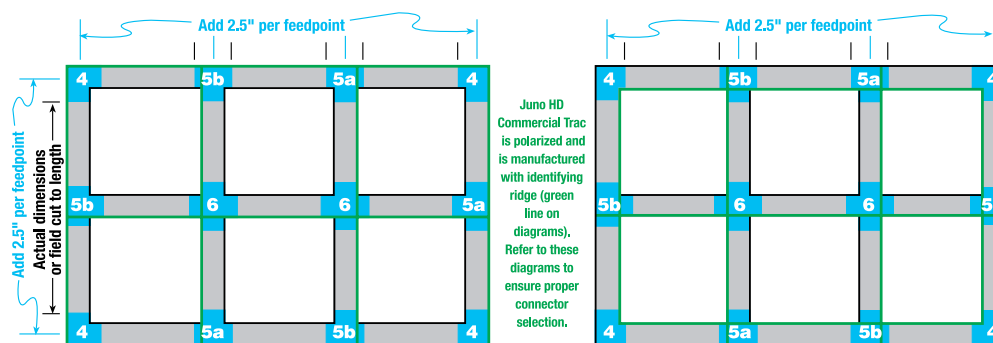 Add 2.5" per feedpoint
4 5b 5a 4
5b 6 6 5a
4 5a 5b 4
Add 2.5" per feedpoint
Actual dimensions
or field cut to length
Juno HD
Commercial Trac
is polarized and
is manufactured
with identifying
ridge (green
line on
diagrams).
Refer to these
diagrams to
ensure proper
connector
selection.
Add 2.5" per feedpoint
4 5b 5a 4
5b 6 6
4 5a 5b 4